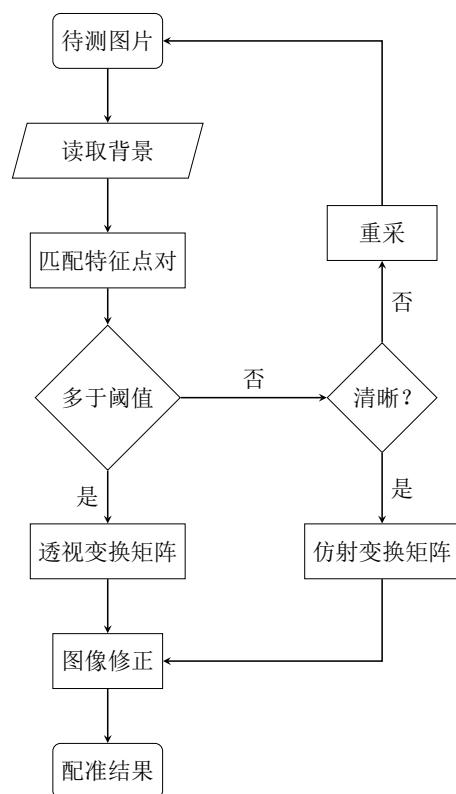 待测图片
读取背景
重采
匹配特征点对
否
否
多于阈值
清晰？
是
是
透视变换矩阵
仿射变换矩阵
图像修正
配准结果